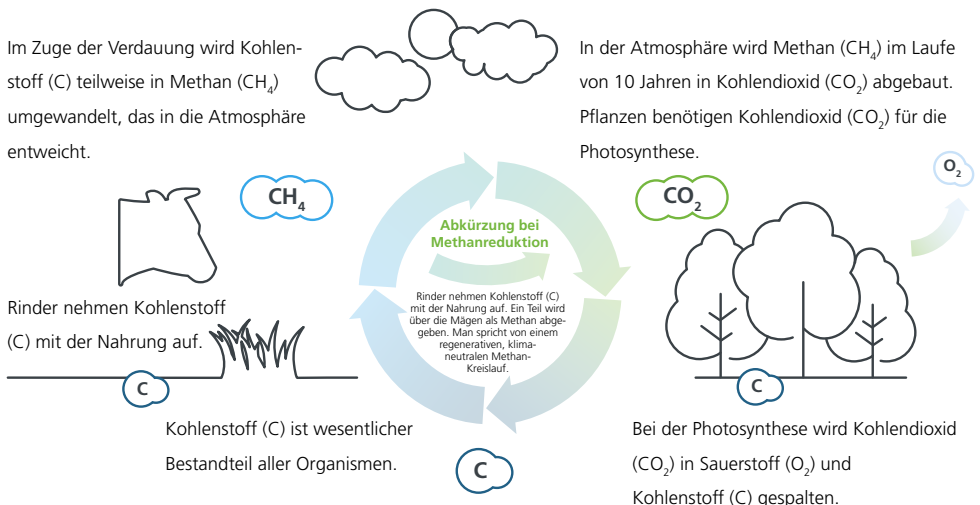 Im Zuge der Verdauung wird Kohlen-
stoff (C) teilweise in Methan (CH₄)
umgewandelt, das in die Atmosphäre
entweicht.
In der Atmosphäre wird Methan (CH₄) im Laufe
von 10 Jahren in Kohlendioxid (CO₂) abgebaut.
Pflanzen benötigen Kohlendioxid (CO₂) für die
Photosynthese.
O₂
CH₄
CO₂
Abkürzung bei
Methanreduktion
Rinder nehmen Kohlenstoff (C)
mit der Nahrung auf. Ein Teil wird
über die Mägen als Methan abge-
geben. Man spricht von einem
regenerativen, klima-
neutralen Methan-
Kreislauf.
Rinder nehmen Kohlenstoff
(C) mit der Nahrung auf.
C
C
Kohlenstoff (C) ist wesentlicher
Bestandteil aller Organismen.
C
Bei der Photosynthese wird Kohlendioxid
(CO₂) in Sauerstoff (O₂) und
Kohlenstoff (C) gespalten.